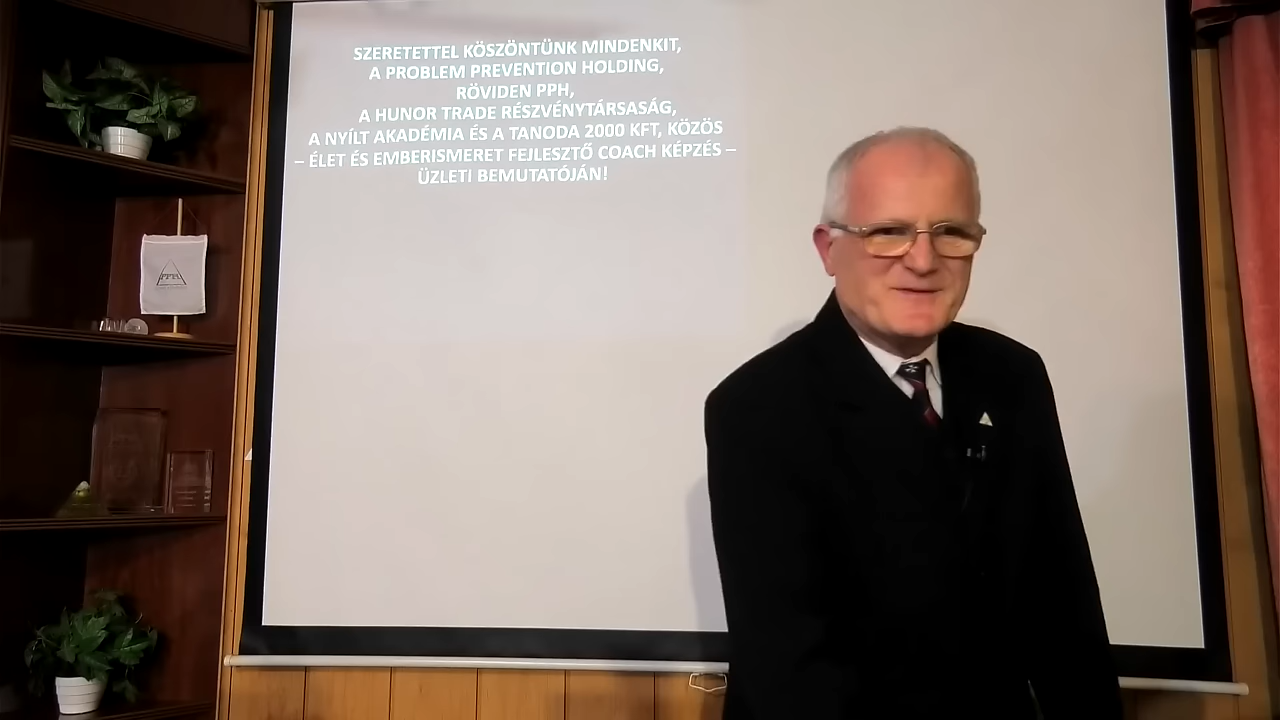 SZERETETTEL KÖSZÖNTÜNK MINDENKIT,
A PROBLEM PREVENTION HOLDING,
RÖVIDEN PPH,
A HUNOR TRADE RÉSZVÉNYTÁRSASÁG,
A NYÍLT AKADÉMIA ÉS A TANODA 2000 KFT, KÖZÖS
– ÉLET ÉS EMBERISMERET FEJLESZTŐ COACH KÉPZÉS –
ÜZLETI BEMUTATÓJÁN!
PPH